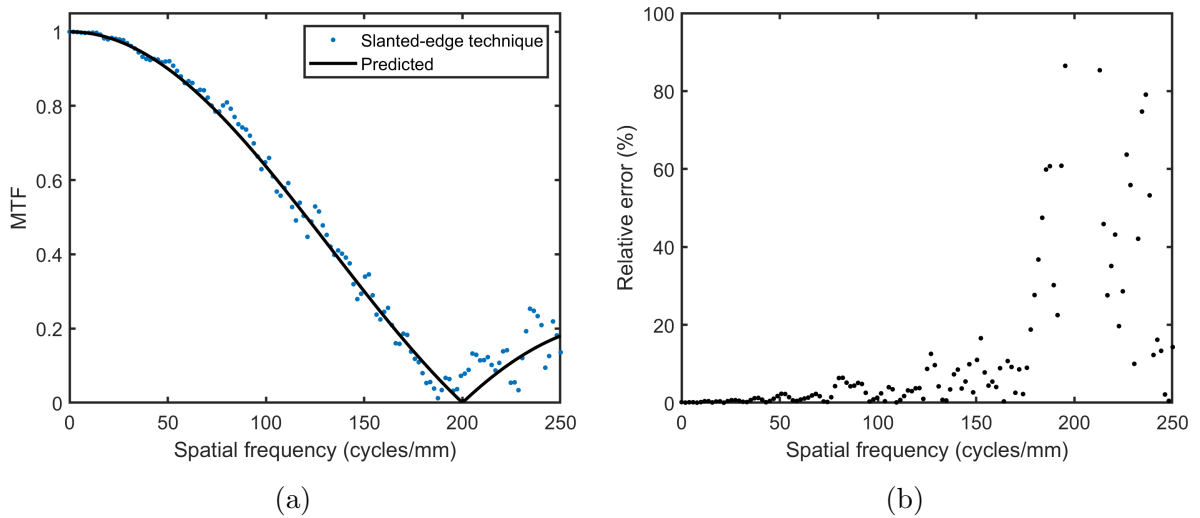 1
0.8
0.6
0.4
0.2
0
MTF
Slanted-edge technique
Predicted
0 50 100 150 200 250
Spatial frequency (cycles/mm)
(a)
100
80
60
40
20
0
Relative error (%)
0 50 100 150 200 250
Spatial frequency (cycles/mm)
(b)